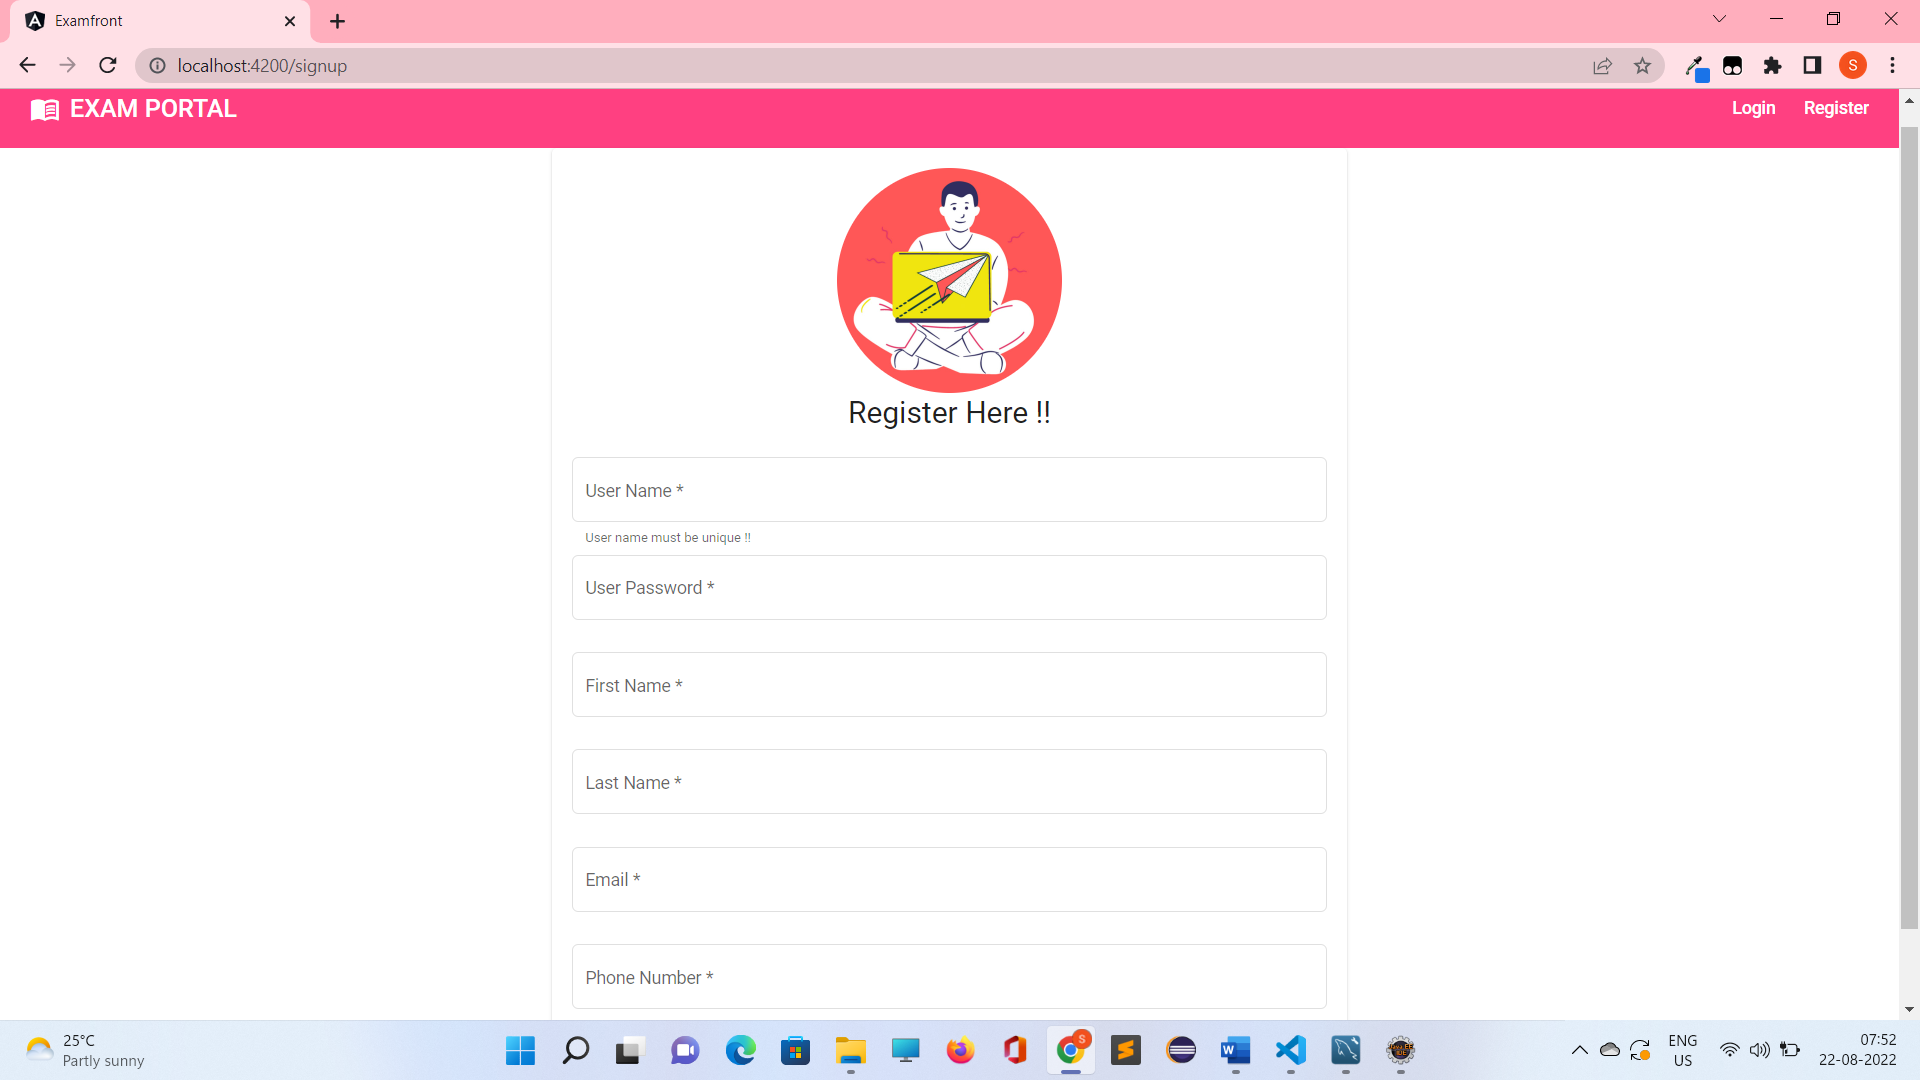 Examfront
localhost:4200/signup
S
EXAM PORTAL
Login
Register
Register Here !!
User Name *
User name must be unique !!
User Password *
First Name *
Last Name *
Email *
Phone Number *
25°C
Partly sunny
S
ENG
US
07:52
22-08-2022